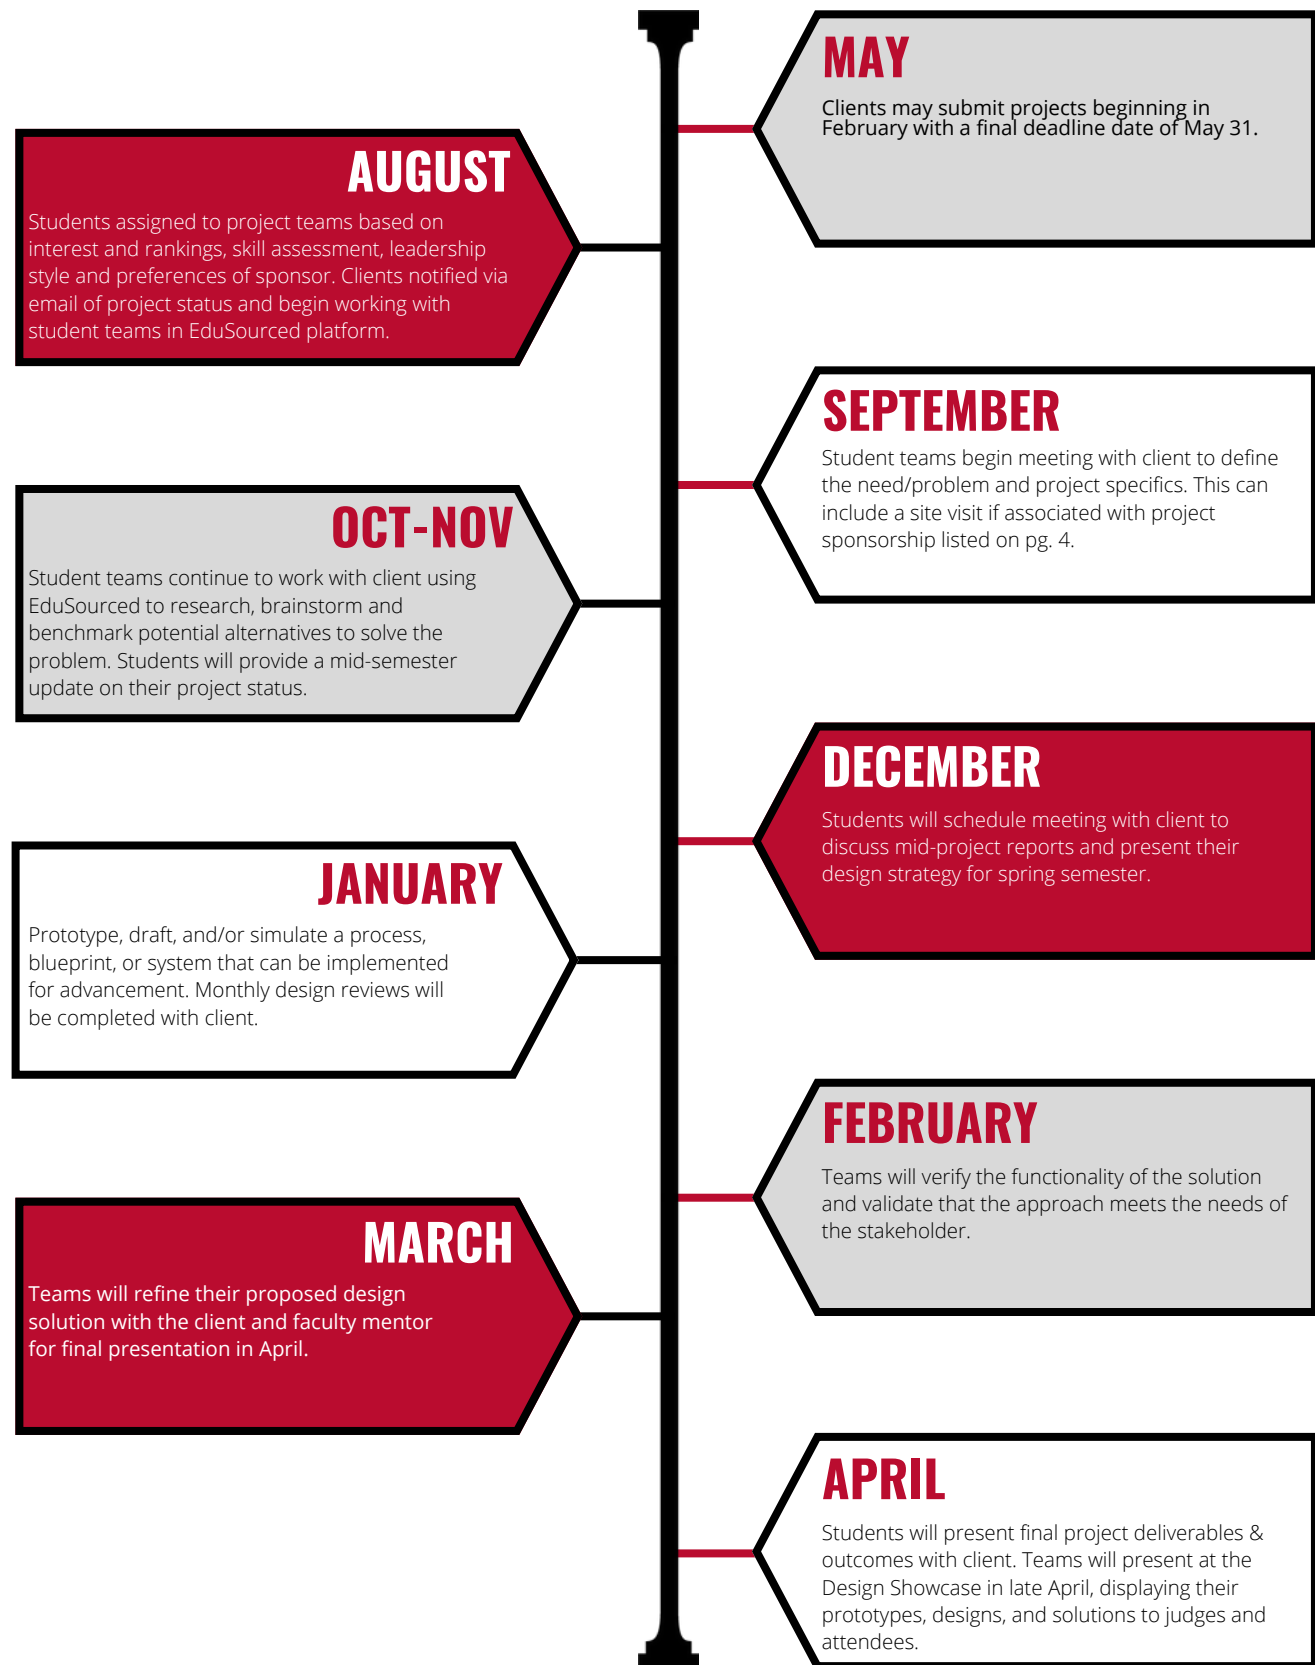 MAY
Clients may submit projects beginning in
February with a final deadline date of May 31.
AUGUST
Students assigned to project teams based on
interest and rankings, skill assessment, leadership
style and preferences of sponsor. Clients notified via
email of project status and begin working with
student teams in EduSourced platform.
SEPTEMBER
Student teams begin meeting with client to define
the need/problem and project specifics. This can
include a site visit if associated with project
sponsorship listed on pg. 4.
OCT-NOV
Student teams continue to work with client using
EduSourced to research, brainstorm and
benchmark potential alternatives to solve the
problem. Students will provide a mid-semester
update on their project status.
DECEMBER
Students will schedule meeting with client to
discuss mid-project reports and present their
design strategy for spring semester.
JANUARY
Prototype, draft, and/or simulate a process,
blueprint, or system that can be implemented
for advancement. Monthly design reviews will
be completed with client.
FEBRUARY
Teams will verify the functionality of the solution
and validate that the approach meets the needs of
the stakeholder.
MARCH
Teams will refine their proposed design
solution with the client and faculty mentor
for final presentation in April.
APRIL
Students will present final project deliverables &
outcomes with client. Teams will present at the
Design Showcase in late April, displaying their
prototypes, designs, and solutions to judges and
attendees.